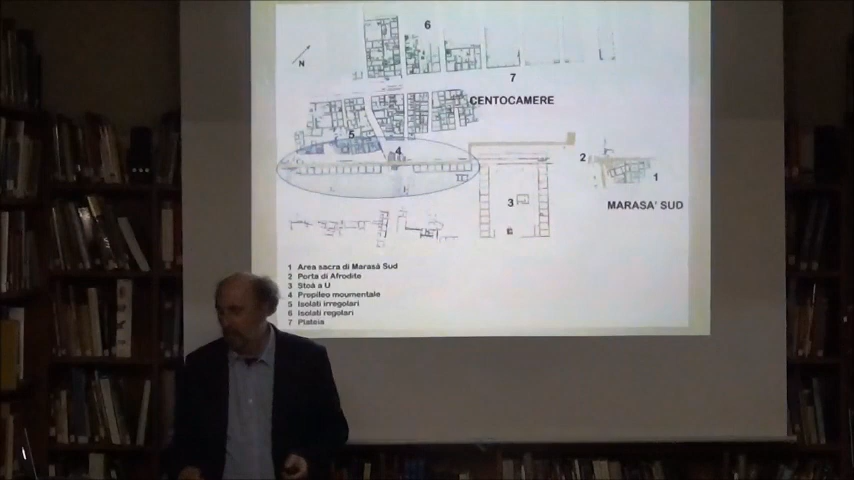 6
N
7
CENTOCAMERE
5
4
2
1
3
MARASA' SUD
1 Area sacra di Marasà Sud
2 Porta di Afrodite
3 Stoà a U
4 Propileo moumentale
5 Isolati irregolari
6 Isolati regolari
7 Plateia